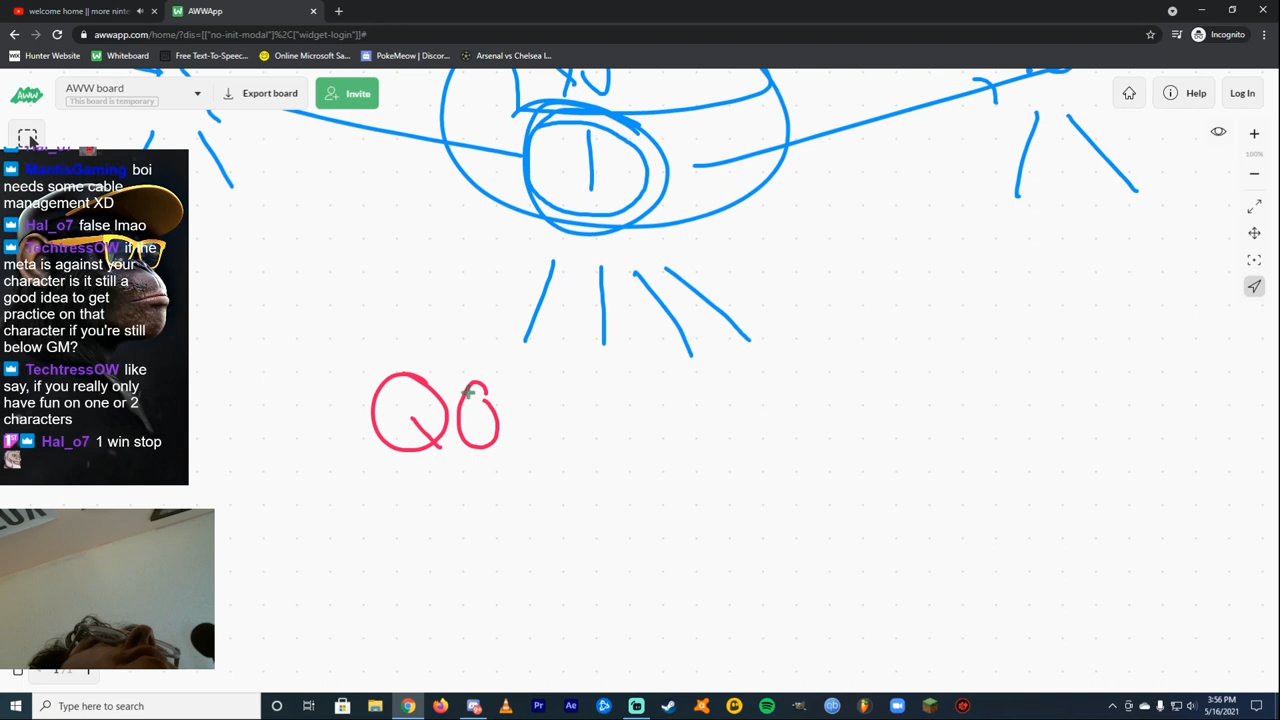 welcome home || more ninte
AWWApp
awwapp.com/home/?dis=[["no-init-modal"}%2C["widget-login"]]#
Incognito
Hunter Website
Whiteboard
Free Text-To-Speec...
Online Microsoft Sa...
PokeMeow | Discor...
Arsenal vs Chelsea l...
AWW
AWW board
This board is temporary
Export board
Invite
Help
Log In
100%
MantisGaming boi
needs some cable
management XD
Hal_o7 false lmao
TechtressOW if the
meta is against your
character is it still a
good idea to get
practice on that
character if you're still
below GM?
TechtressOW like
say, if you really only
have fun on one or 2
characters
Hal_o7 1 win stop
QO
Type here to search
3:56 PM
5/16/2021